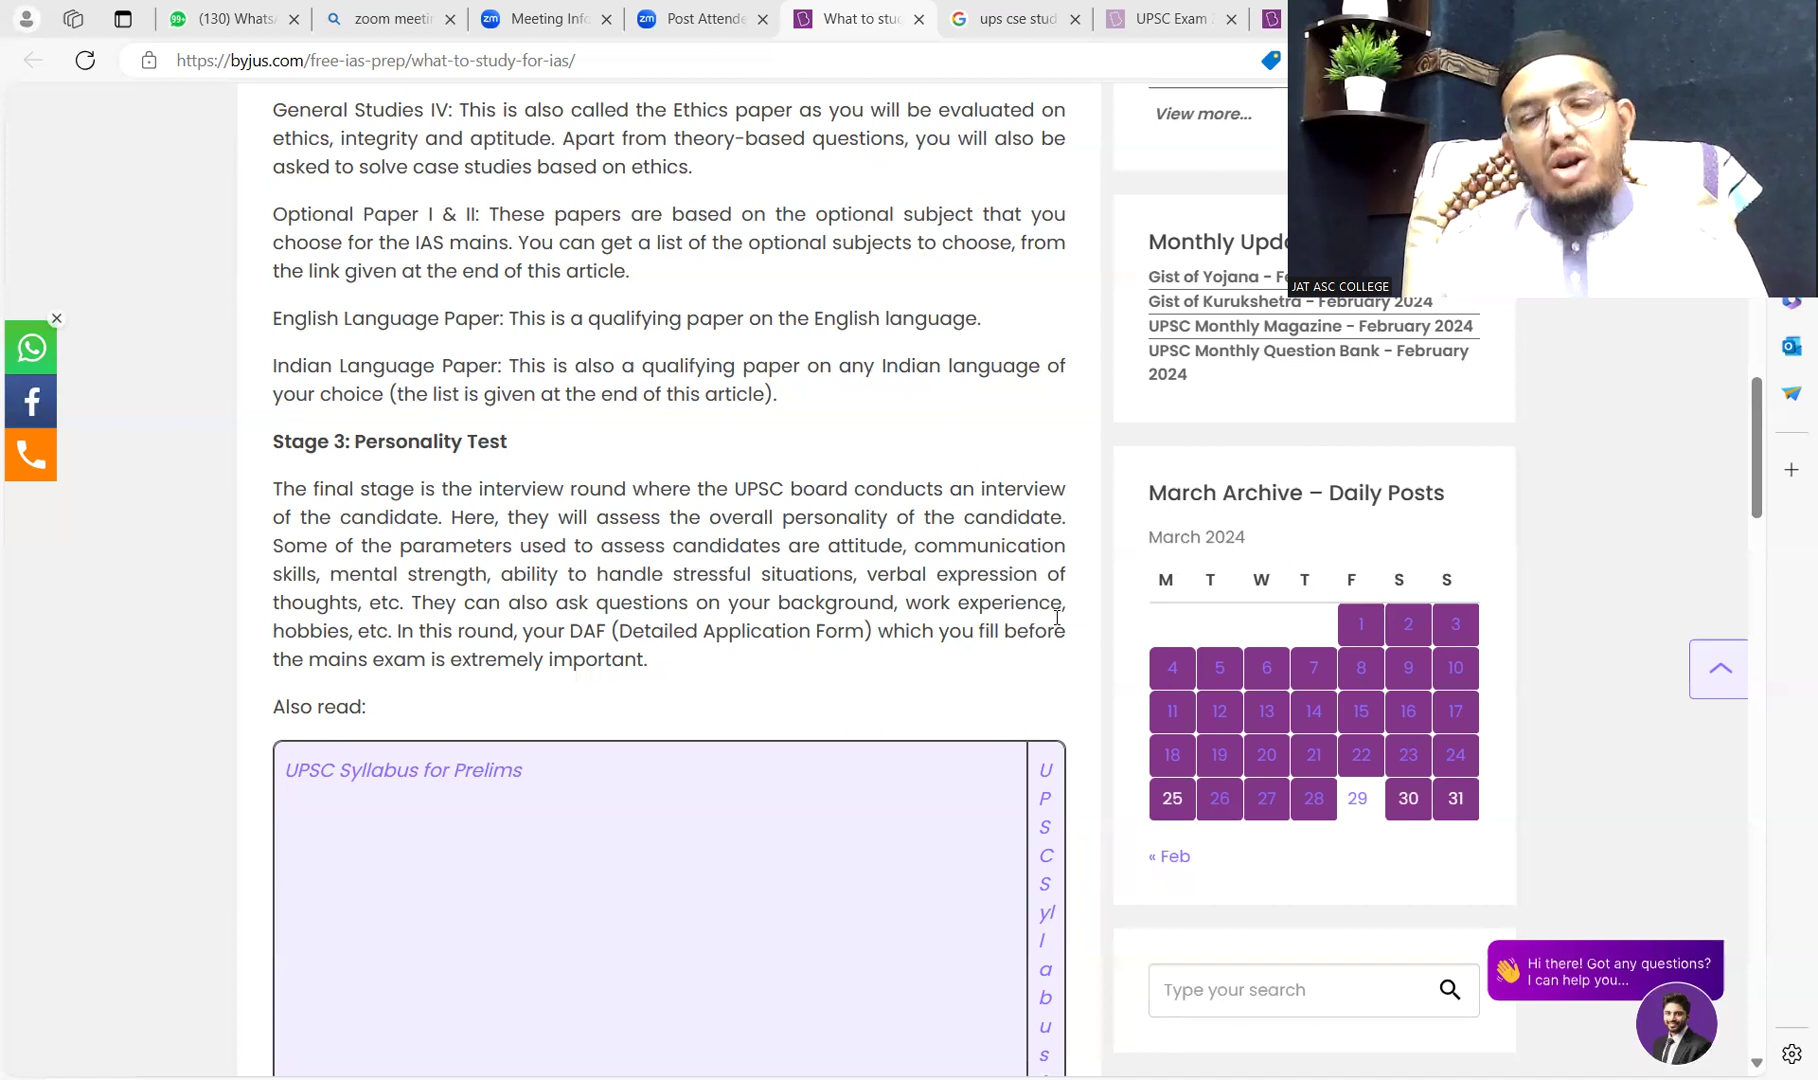 (130) Whats
zoom meeti
Meeting Info
Post Attende
What to stu
ups cse stud
UPSC Exam
https://byjus.com/free-ias-prep/what-to-study-for-ias/
General Studies IV: This is also called the Ethics paper as you will be evaluated on
ethics, integrity and aptitude. Apart from theory-based questions, you will also be
asked to solve case studies based on ethics.
Optional Paper I & II: These papers are based on the optional subject that you
choose for the IAS mains. You can get a list of the optional subjects to choose, from
the link given at the end of this article.
English Language Paper: This is a qualifying paper on the English language.
Indian Language Paper: This is also a qualifying paper on any Indian language of
your choice (the list is given at the end of this article).
Stage 3: Personality Test
The final stage is the interview round where the UPSC board conducts an interview
of the candidate. Here, they will assess the overall personality of the candidate.
Some of the parameters used to assess candidates are attitude, communication
skills, mental strength, ability to handle stressful situations, verbal expression of
thoughts, etc. They can also ask questions on your background, work experience,
hobbies, etc. In this round, your DAF (Detailed Application Form) which you fill before
the mains exam is extremely important.
Also read:
UPSC Syllabus for Prelims
U
P
S
C
S
yl
l
a
b
u
s
View more...
JAT ASC COLLEGE
Monthly Upd
Gist of Yojana - Fe
Gist of Kurukshetra - February 2024
UPSC Monthly Magazine - February 2024
UPSC Monthly Question Bank - February
2024
March Archive – Daily Posts
March 2024
M T W T F S S
1 2 3
4 5 6 7 8 9 10
11 12 13 14 15 16 17
18 19 20 21 22 23 24
25 26 27 28 29 30 31
« Feb
Type your search
Hi there! Got any questions?
I can help you...